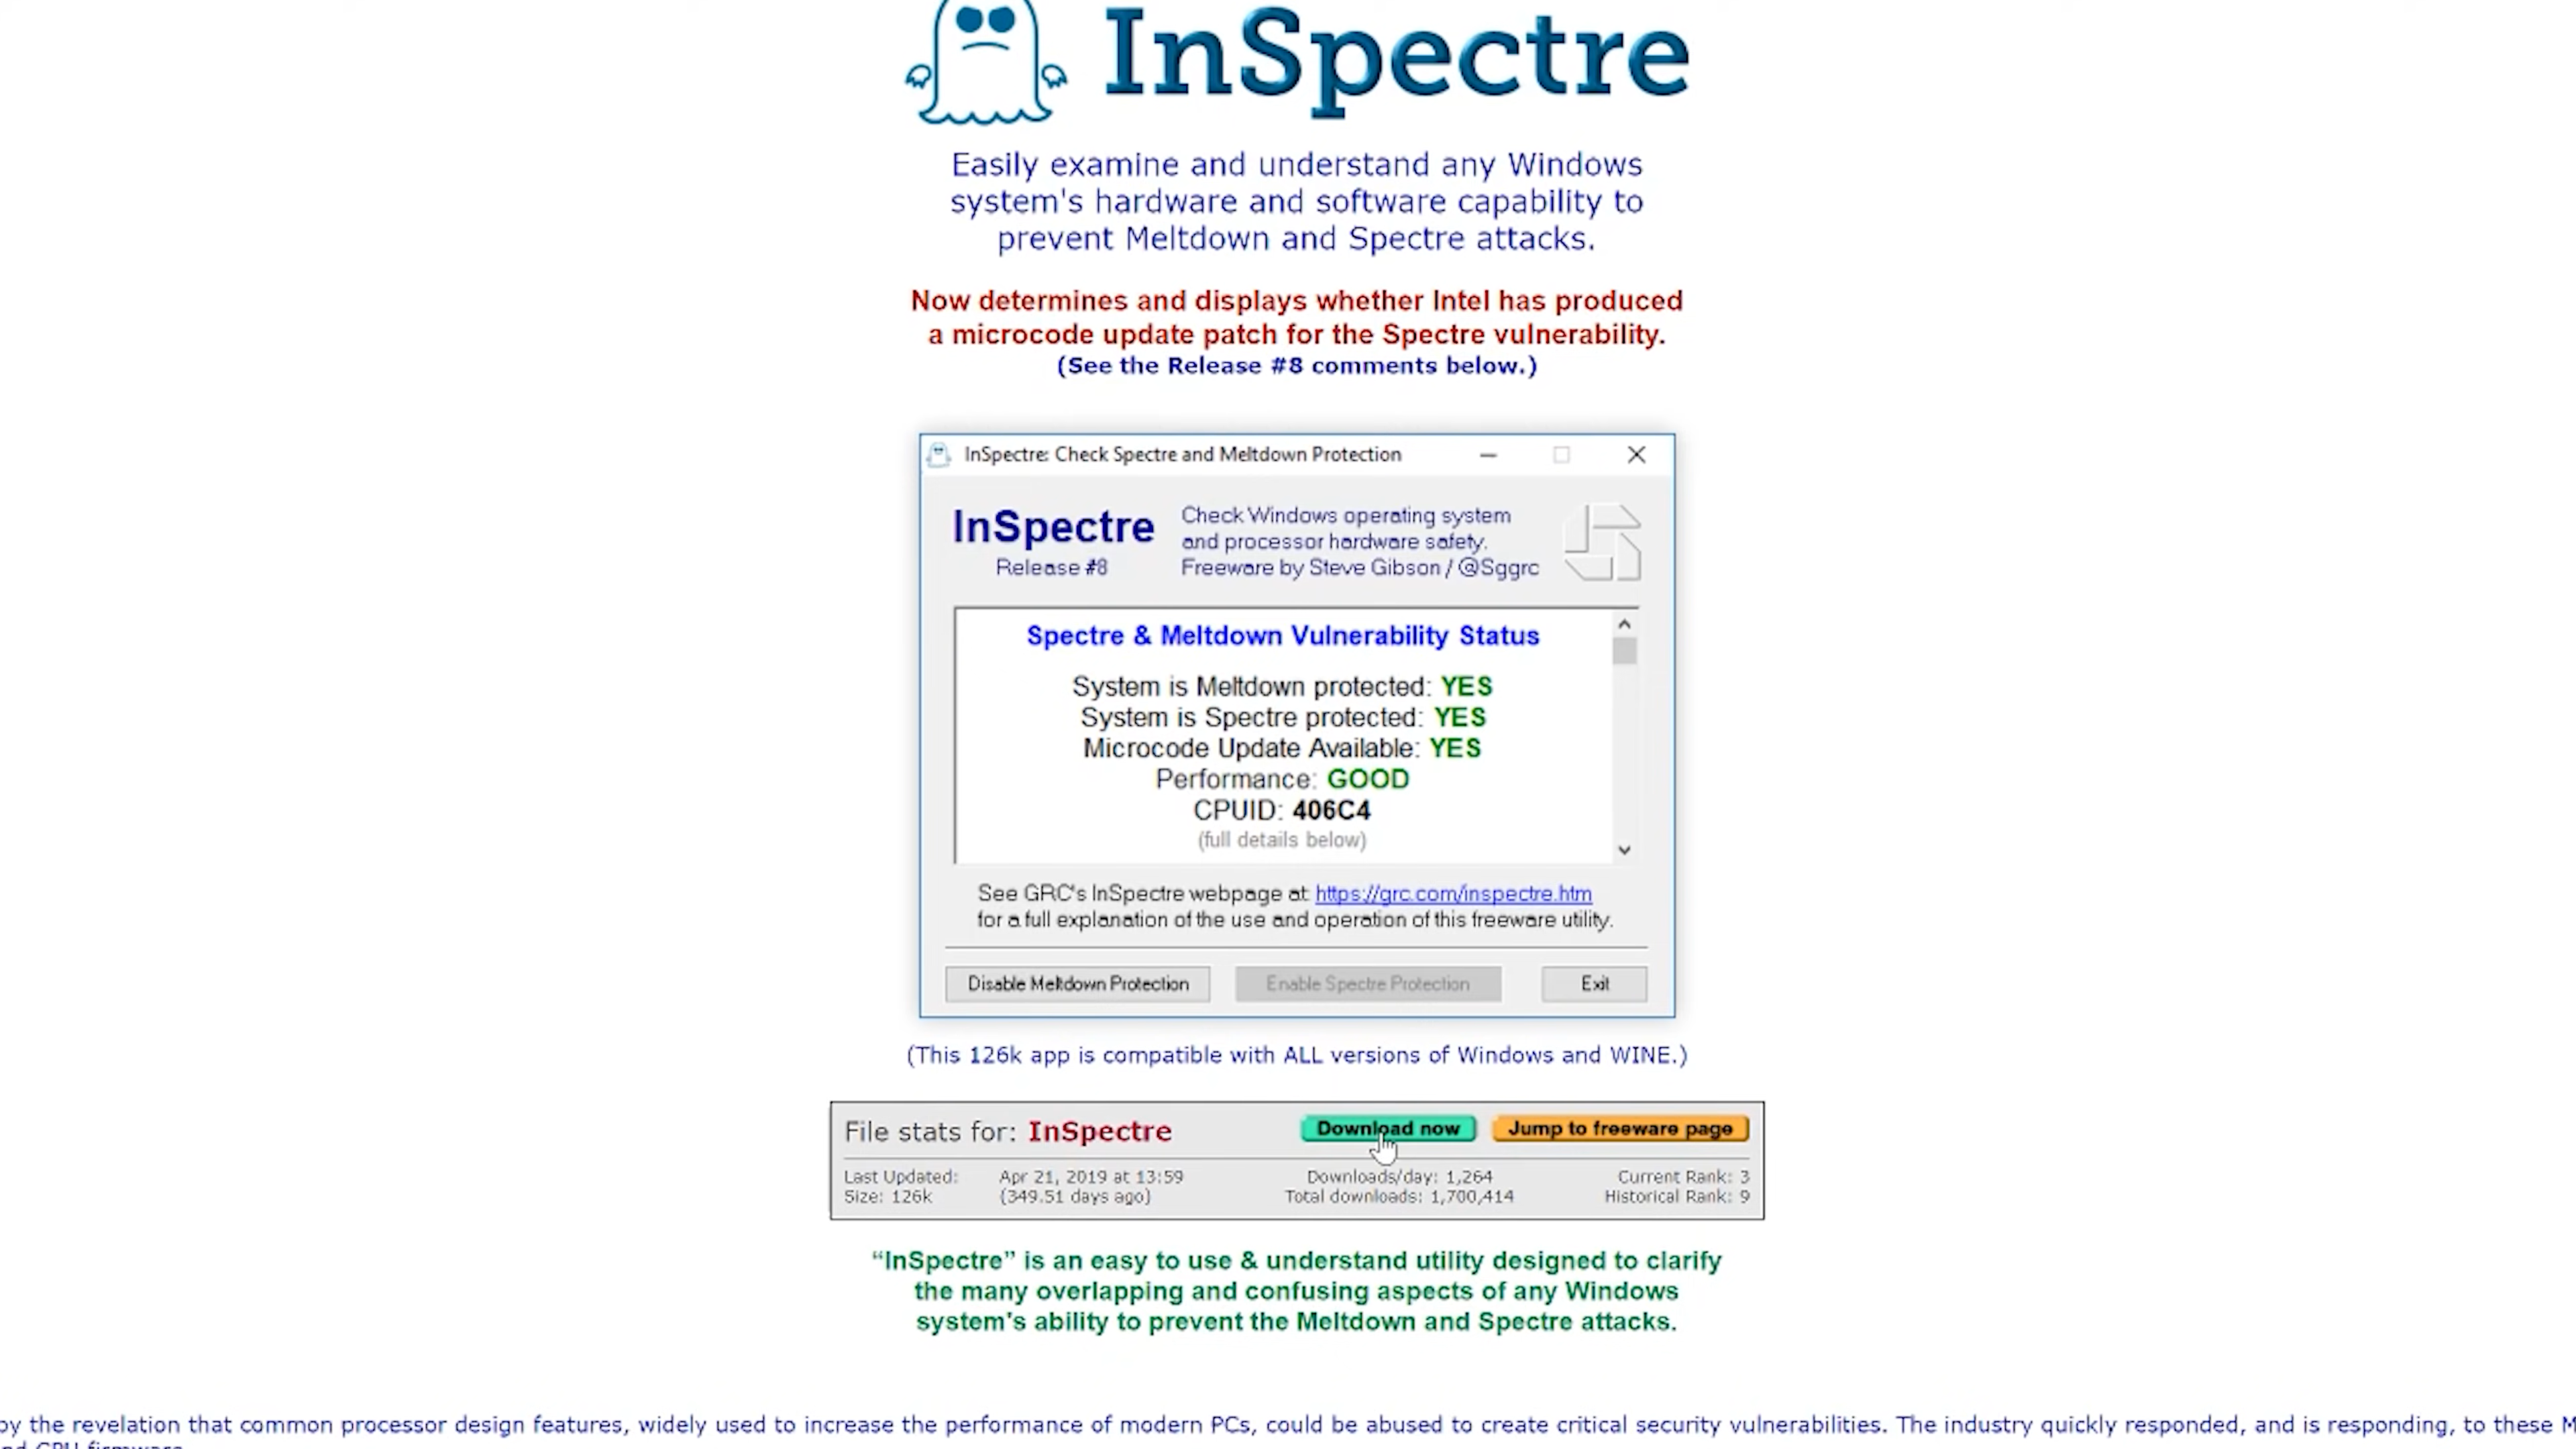 InSpectre
Easily examine and understand any Windows
system's hardware and software capability to
prevent Meltdown and Spectre attacks.
Now determines and displays whether Intel has produced
a microcode update patch for the Spectre vulnerability.
(See the Release #8 comments below.)
InSpectre: Check Spectre and Meltdown Protection
InSpectre
Release #8
Check Windows operating system
and processor hardware safety.
Freeware by Steve Gibson / @Sggrc
Spectre & Meltdown Vulnerability Status
System is Meltdown protected: YES
System is Spectre protected: YES
Microcode Update Available: YES
Performance: GOOD
CPUID: 406C4
(full details below)
See GRC's InSpectre webpage at: https://grc.com/inspectre.htm
for a full explanation of the use and operation of this freeware utility.
Disable Meltdown Protection
Enable Spectre Protection
Exit
(This 126k app is compatible with ALL versions of Windows and WINE.)
File stats for: InSpectre
Download now
Jump to freeware page
Last Updated: Apr 21, 2019 at 13:59 Downloads/day: 1,264 Current Rank: 3
Size: 126k (349.51 days ago) Total downloads: 1,700,414 Historical Rank: 9
“InSpectre” is an easy to use & understand utility designed to clarify
the many overlapping and confusing aspects of any Windows
system's ability to prevent the Meltdown and Spectre attacks.
by the revelation that common processor design features, widely used to increase the performance of modern PCs, could be abused to create critical security vulnerabilities. The industry quickly responded, and is responding, to these
CPU firmware